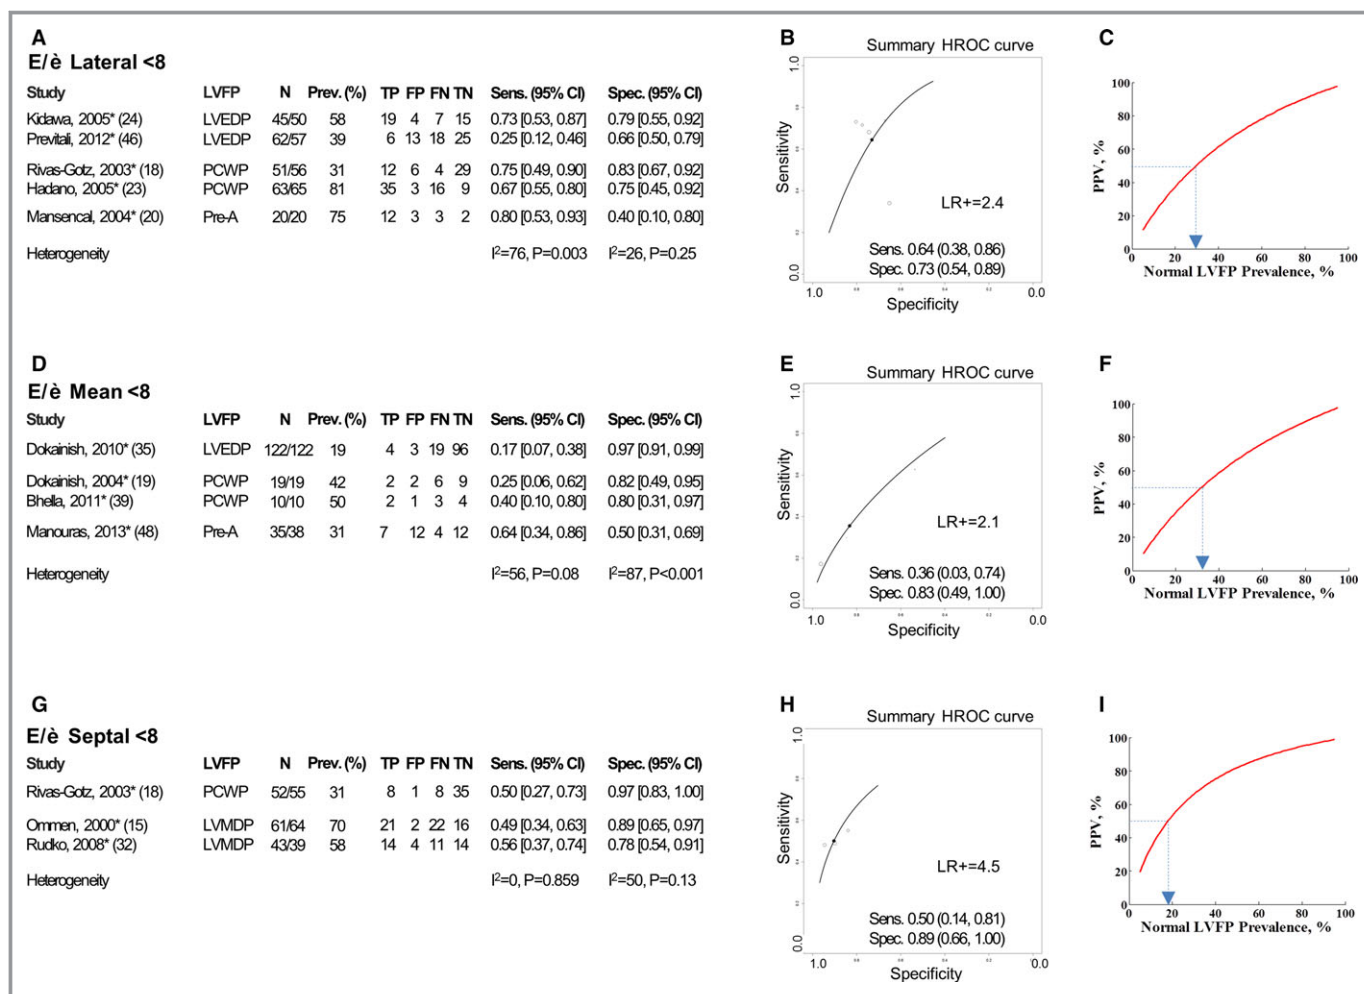 A
E/è Lateral <8
Study LVFP N Prev. (%) TP FP FN TN Sens. (95% CI) Spec. (95% CI)
Kidawa, 2005* (24) LVEDP 45/50 58 19 4 7 15 0.73 [0.53, 0.87] 0.79 [0.55, 0.92]
Previtali, 2012* (46) LVEDP 62/57 39 6 13 18 25 0.25 [0.12, 0.46] 0.66 [0.50, 0.79]
Rivas-Gotz, 2003* (18) PCWP 51/56 31 12 6 4 29 0.75 [0.49, 0.90] 0.83 [0.67, 0.92]
Hadano, 2005* (23) PCWP 63/65 81 35 3 16 9 0.67 [0.55, 0.80] 0.75 [0.45, 0.92]
Mansencal, 2004* (20) Pre-A 20/20 75 12 3 3 2 0.80 [0.53, 0.93] 0.40 [0.10, 0.80]
Heterogeneity I²=76, P=0.003 I²=26, P=0.25
B
Summary HROC curve
1.0
Sensitivity
0.0
LR+=2.4
Sens. 0.64 (0.38, 0.86)
Spec. 0.73 (0.54, 0.89)
1.0 0.0
Specificity
C
100
80
60
40
20
0
PPV, %
0 20 40 60 80 100
Normal LVFP Prevalence, %
D
E/è Mean <8
Study LVFP N Prev. (%) TP FP FN TN Sens. (95% CI) Spec. (95% CI)
Dokainish, 2010* (35) LVEDP 122/122 19 4 3 19 96 0.17 [0.07, 0.38] 0.97 [0.91, 0.99]
Dokainish, 2004* (19) PCWP 19/19 42 2 2 6 9 0.25 [0.06, 0.62] 0.82 [0.49, 0.95]
Bhella, 2011* (39) PCWP 10/10 50 2 1 3 4 0.40 [0.10, 0.80] 0.80 [0.31, 0.97]
Manouras, 2013* (48) Pre-A 35/38 31 7 12 4 12 0.64 [0.34, 0.86] 0.50 [0.31, 0.69]
Heterogeneity I²=56, P=0.08 I²=87, P<0.001
E
Summary HROC curve
1.0
Sensitivity
0.0
LR+=2.1
Sens. 0.36 (0.03, 0.74)
Spec. 0.83 (0.49, 1.00)
1.0 0.0
Specificity
F
100
80
60
40
20
0
PPV, %
0 20 40 60 80 100
Normal LVFP Prevalence, %
G
E/è Septal <8
Study LVFP N Prev. (%) TP FP FN TN Sens. (95% CI) Spec. (95% CI)
Rivas-Gotz, 2003* (18) PCWP 52/55 31 8 1 8 35 0.50 [0.27, 0.73] 0.97 [0.83, 1.00]
Ommen, 2000* (15) LVMDP 61/64 70 21 2 22 16 0.49 [0.34, 0.63] 0.89 [0.65, 0.97]
Rudko, 2008* (32) LVMDP 43/39 58 14 4 11 14 0.56 [0.37, 0.74] 0.78 [0.54, 0.91]
Heterogeneity I²=0, P=0.859 I²=50, P=0.13
H
Summary HROC curve
1.0
Sensitivity
0.0
LR+=4.5
Sens. 0.50 (0.14, 0.81)
Spec. 0.89 (0.66, 1.00)
1.0 0.0
Specificity
I
100
80
60
40
20
0
PPV, %
0 20 40 60 80 100
Normal LVFP Prevalence, %